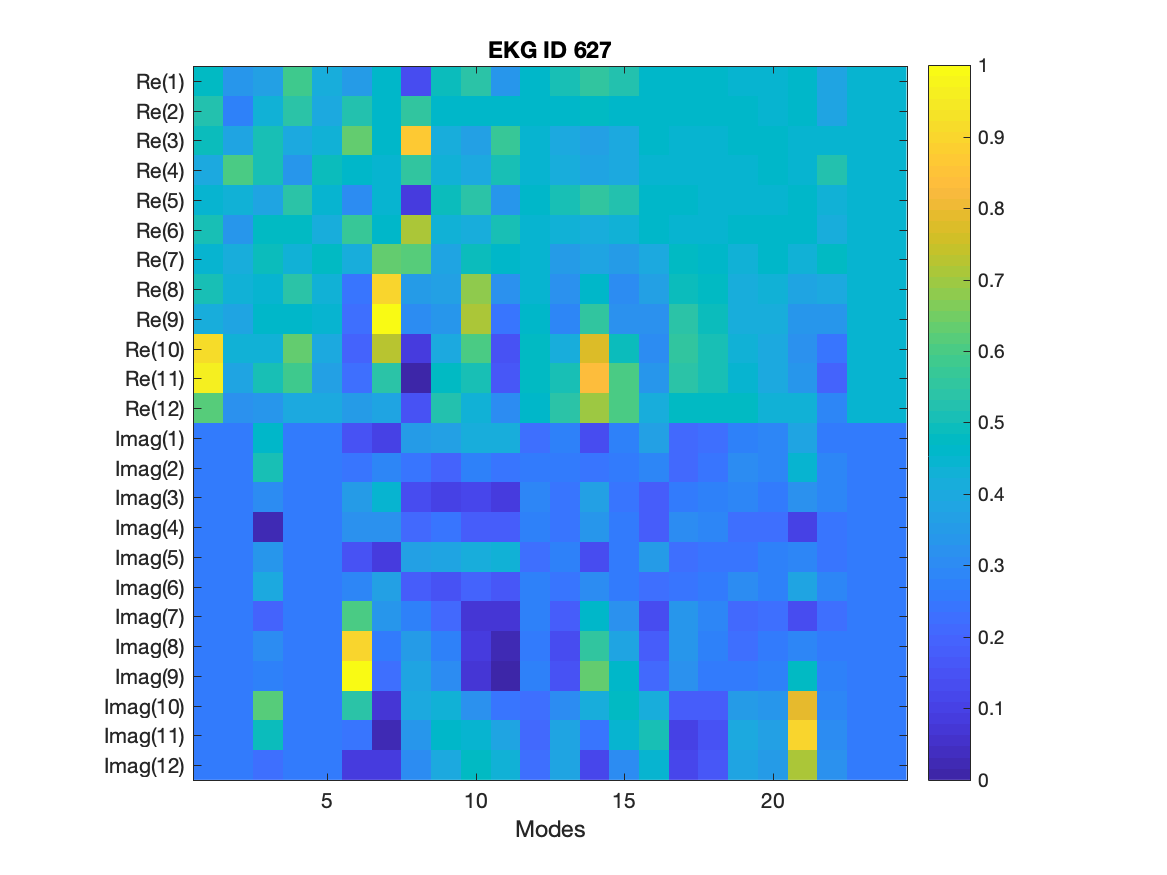 EKG ID 627
Re(1)
Re(2)
Re(3)
Re(4)
Re(5)
Re(6)
Re(7)
Re(8)
Re(9)
Re(10)
Re(11)
Re(12)
Imag(1)
Imag(2)
Imag(3)
Imag(4)
Imag(5)
Imag(6)
Imag(7)
Imag(8)
Imag(9)
Imag(10)
Imag(11)
Imag(12)
5 10 15 20
Modes
1
0.9
0.8
0.7
0.6
0.5
0.4
0.3
0.2
0.1
0